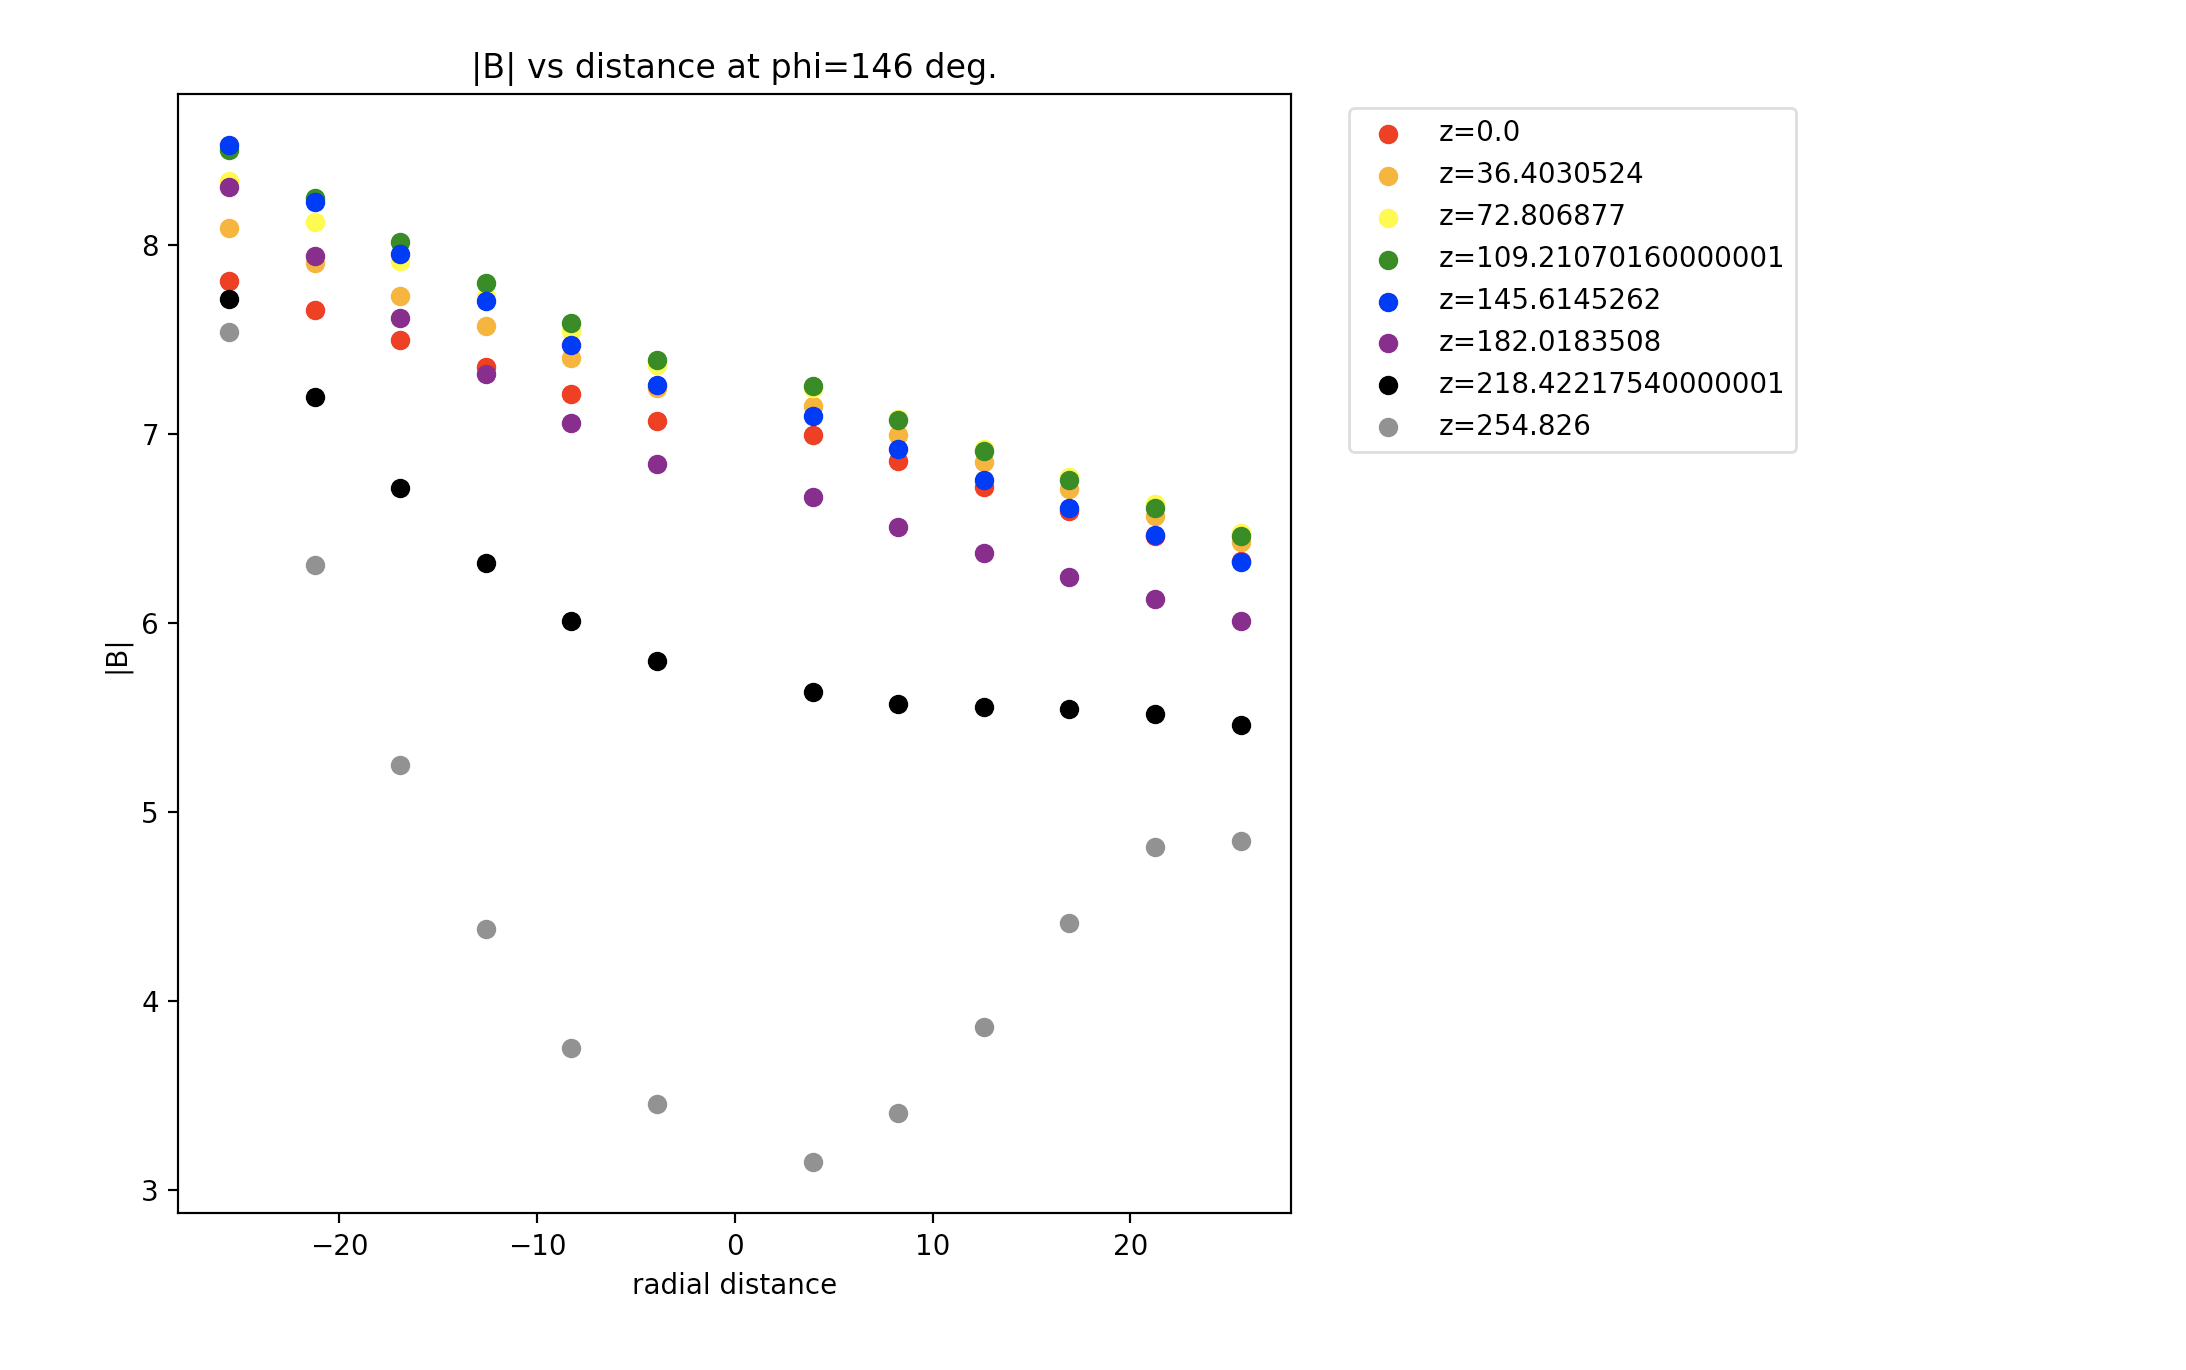 |B| vs distance at phi=146 deg.
8
7
6
5
4
3
|B|
−20 −10 0 10 20
radial distance
z=0.0
z=36.4030524
z=72.806877
z=109.21070160000001
z=145.6145262
z=182.0183508
z=218.42217540000001
z=254.826